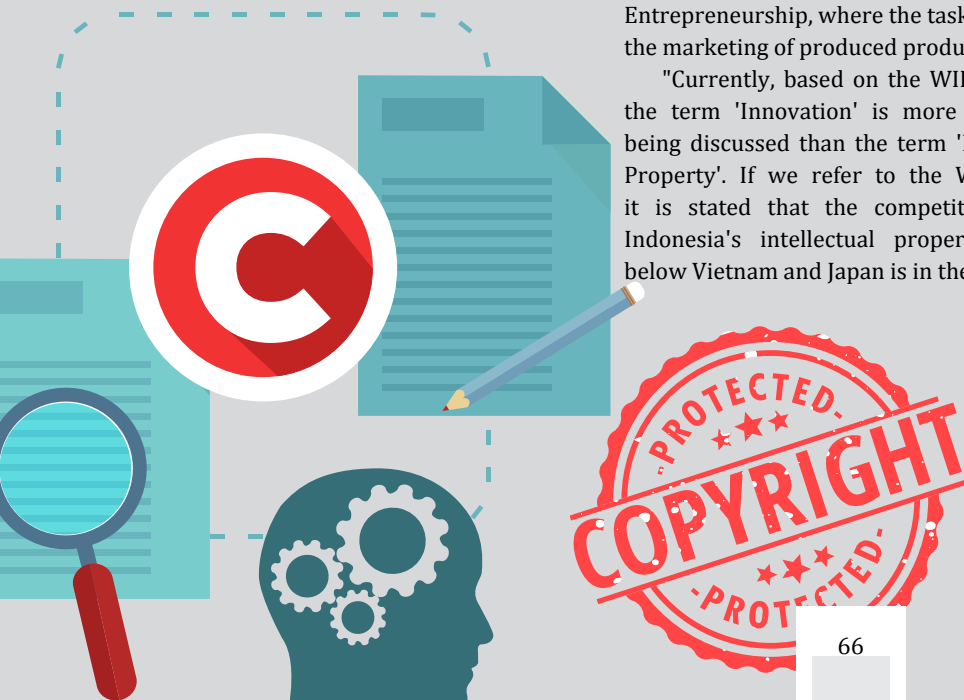 Entrepreneurship, where the task
the marketing of produced produ
"Currently, based on the WI
the term 'Innovation' is more
being discussed than the term '
Property'. If we refer to the W
it is stated that the competit
Indonesia's intellectual proper
below Vietnam and Japan is in the
C
PROTECTED
COPYRIGHT
PROTECTED
66